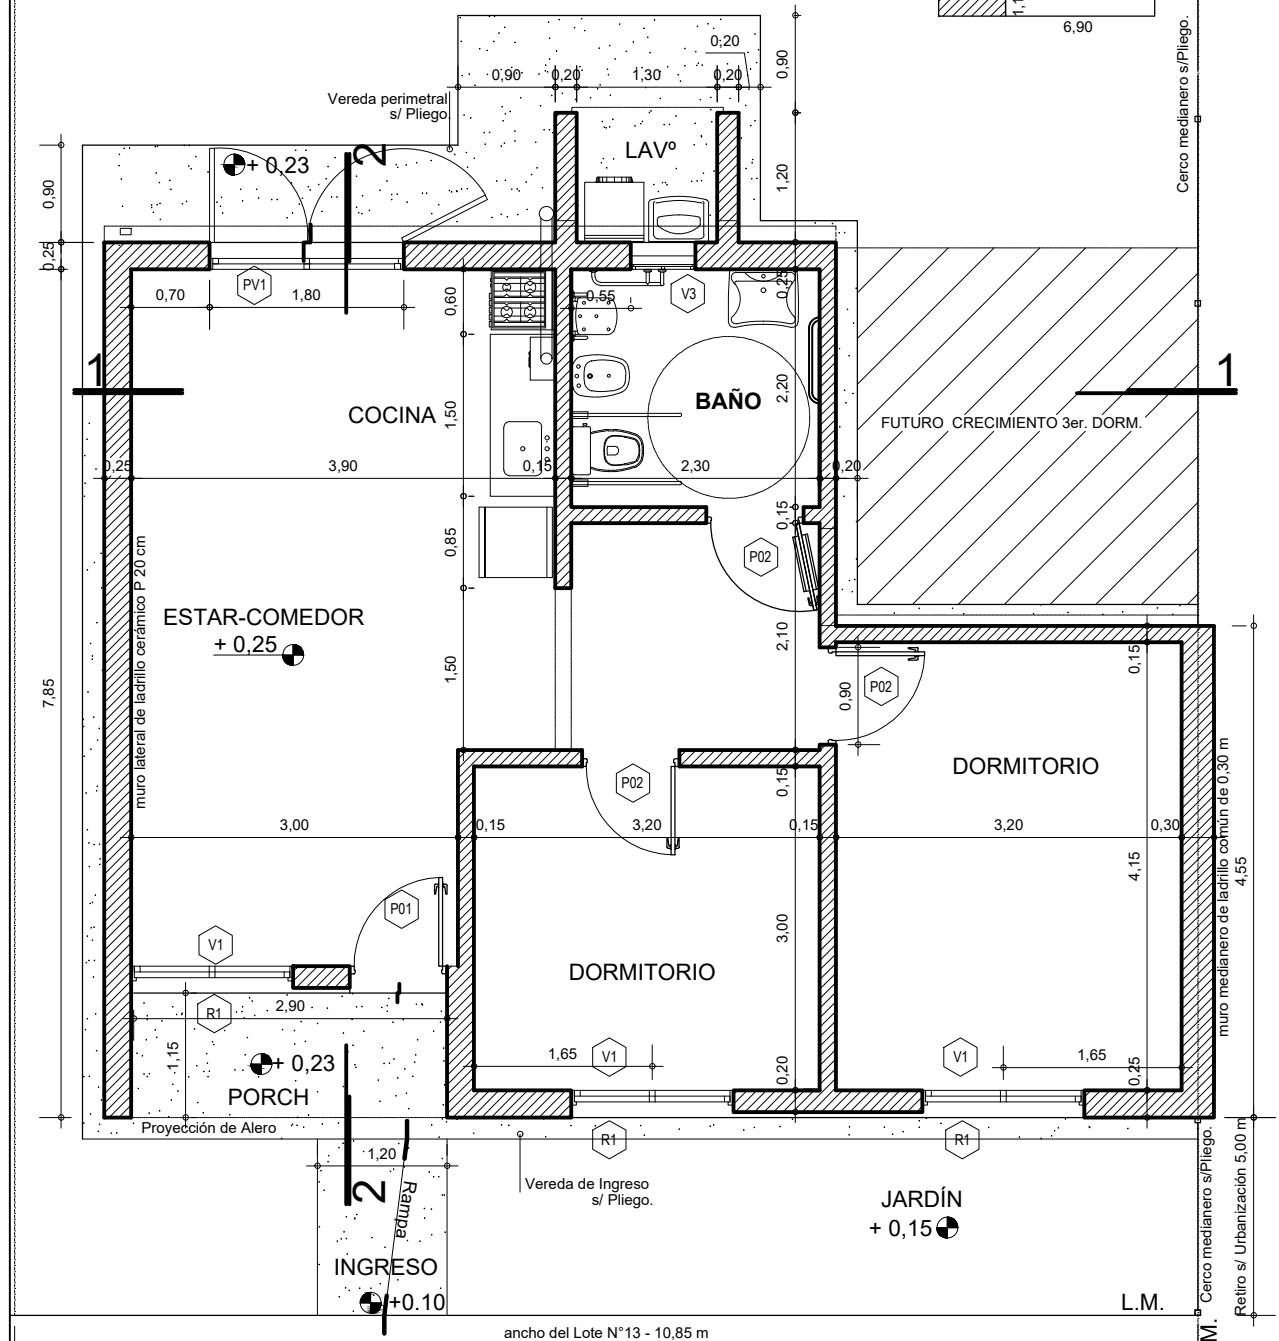 1,1
6,90
Cerco medianero s/Pliego.
0,20
0,90
0,20
1,30
0,20
0,90
Vereda perimetral
s/ Pliego.
LAVº
1,20
2
+ 0,23
0,90
0,25
PV1
0,70
1,80
0,60
0,55
V3
0,25
1
1
COCINA
1,50
BAÑO
2,20
FUTURO CRECIMIENTO 3er. DORM.
0,25
3,90
0,15
2,30
0,20
0,15
0,85
P02
muro lateral de ladrillo cerámico P 20 cm
ESTAR-COMEDOR
+ 0,25
2,10
1,50
0,15
7,85
0,90
P02
DORMITORIO
P02
0,15
3,00
0,15
3,20
0,15
3,20
0,30
4,15
muro medianero de ladrillo común de 0,30 m
4,55
P01
V1
3,00
DORMITORIO
R1
2,90
1,15
+ 0,23
PORCH
1,65
V1
0,20
V1
1,65
0,25
Proyección de Alero
R1
R1
1,20
2
Rampa
Vereda de Ingreso
s/ Pliego.
JARDÍN
+ 0,15
Cerco medianero s/Pliego.
Retiro s/ Urbanización 5,00 m
INGRESO
+0.10
L.M.
M.
ancho del Lote N°13 - 10,85 m